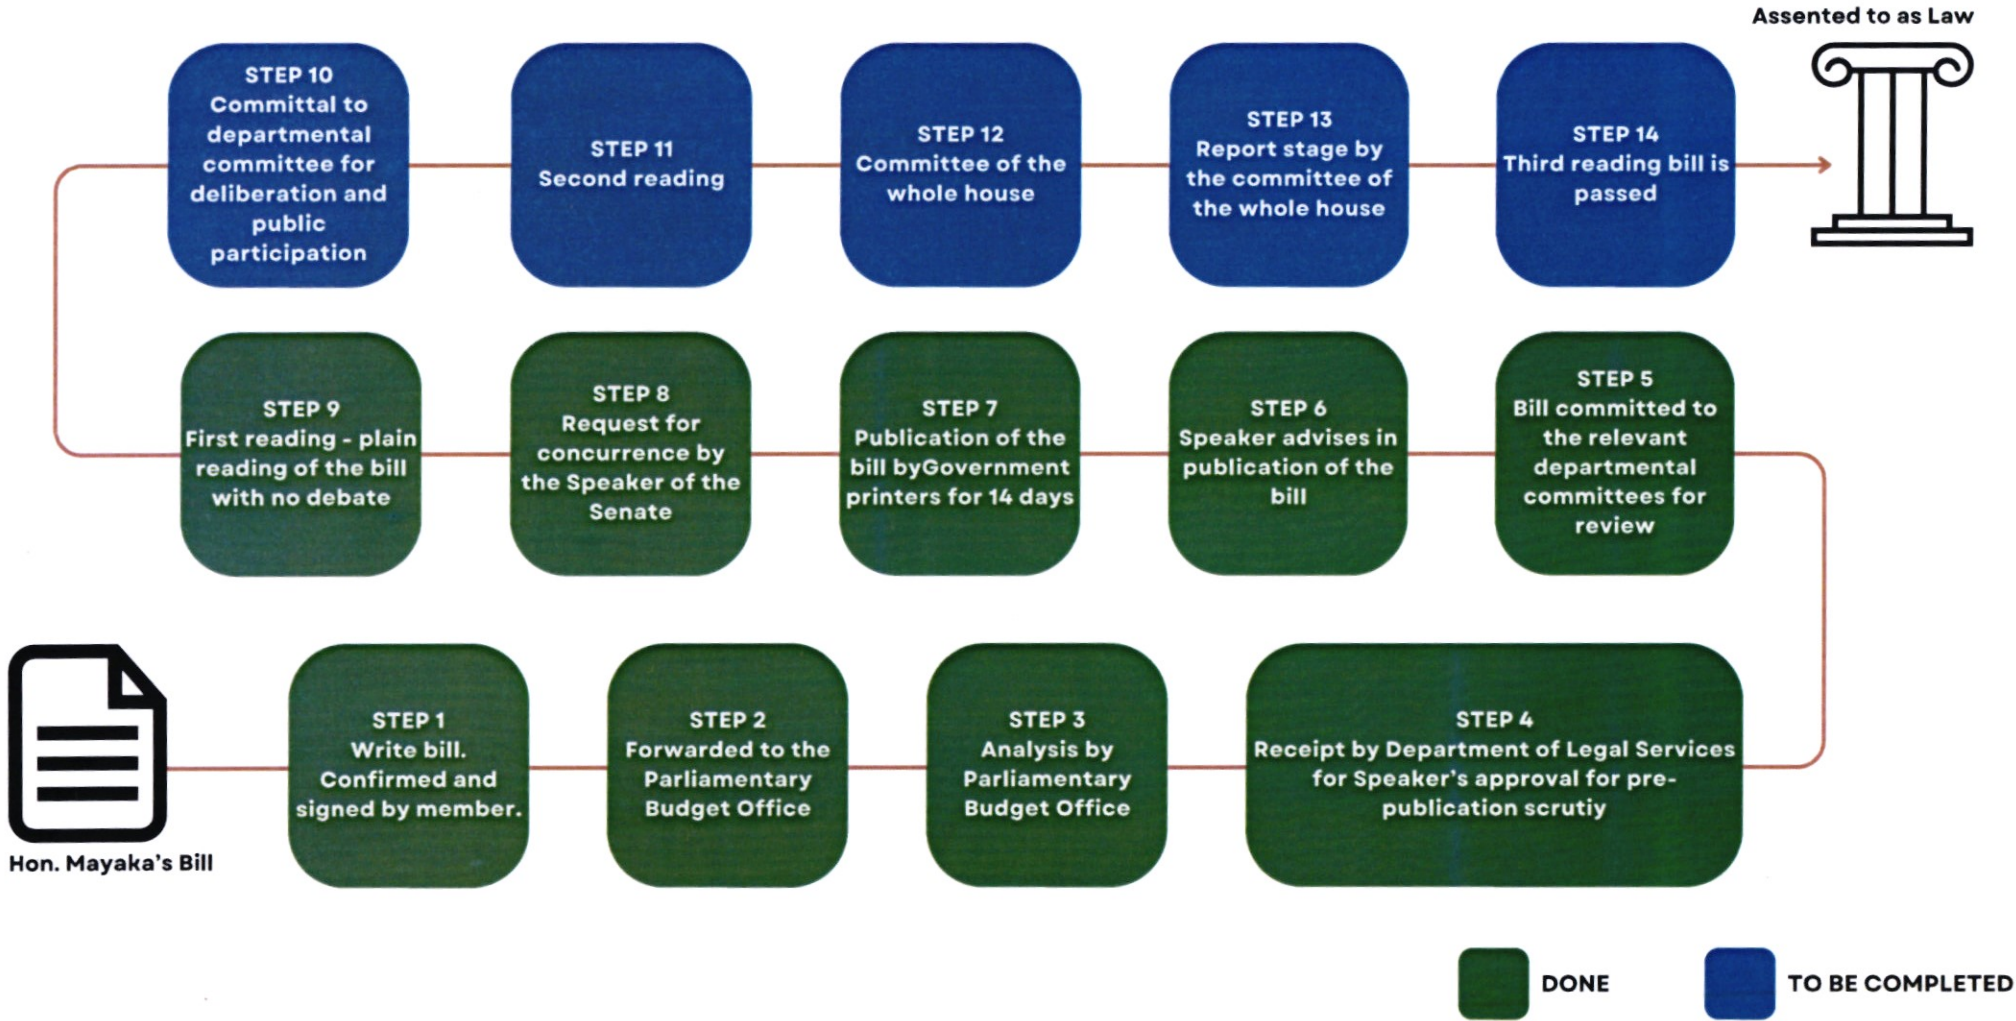 Assented to as Law
STEP 10
Committal to
departmental
committee for
deliberation and
public
participation
STEP 11
Second reading
STEP 12
Committee of the
whole house
STEP 13
Report stage by
the committee of
the whole house
STEP 14
Third reading bill is
passed
STEP 9
First reading - plain
reading of the bill
with no debate
STEP 8
Request for
concurrence by
the Speaker of the
Senate
STEP 7
Publication of the
bill byGovernment
printers for 14 days
STEP 6
Speaker advises in
publication of the
bill
STEP 5
Bill committed to
the relevant
departmental
committees for
review
Hon. Mayaka's Bill
STEP 1
Write bill.
Confirmed and
signed by member.
STEP 2
Forwarded to the
Parliamentary
Budget Office
STEP 3
Analysis by
Parliamentary
Budget Office
STEP 4
Receipt by Department of Legal Services
for Speaker's approval for pre-
publication scrutiy
DONE
TO BE COMPLETED